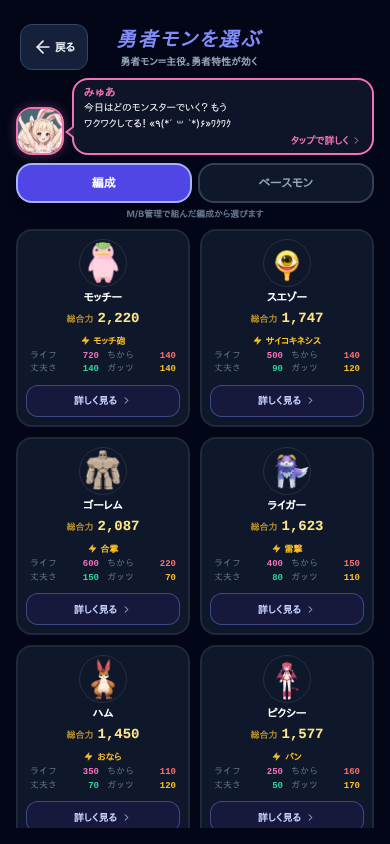 戻る
勇者モンを選ぶ
勇者モン＝主役。勇者特性が効く
みゅあ
今日はどのモンスターでいく? もう
ワクワクしてる! «٩(*´ ꒳ `*)۶»ﾜｸﾜｸ
タップで詳しく
編成
ベースモン
M/B管理で組んだ編成から選びます
モッチー
総合力 2,220
モッチ砲
ライフ 720 ちから 140
丈夫さ 140 ガッツ 140
詳しく見る
スエゾー
総合力 1,747
サイコキネシス
ライフ 500 ちから 140
丈夫さ 90 ガッツ 120
詳しく見る
ゴーレム
総合力 2,087
合掌
ライフ 600 ちから 220
丈夫さ 150 ガッツ 70
詳しく見る
ライガー
総合力 1,623
雷撃
ライフ 400 ちから 150
丈夫さ 80 ガッツ 110
詳しく見る
ハム
総合力 1,450
おなら
ライフ 350 ちから 110
丈夫さ 70 ガッツ 120
詳しく見る
ピクシー
総合力 1,577
バン
ライフ 250 ちから 160
丈夫さ 50 ガッツ 170
詳しく見る